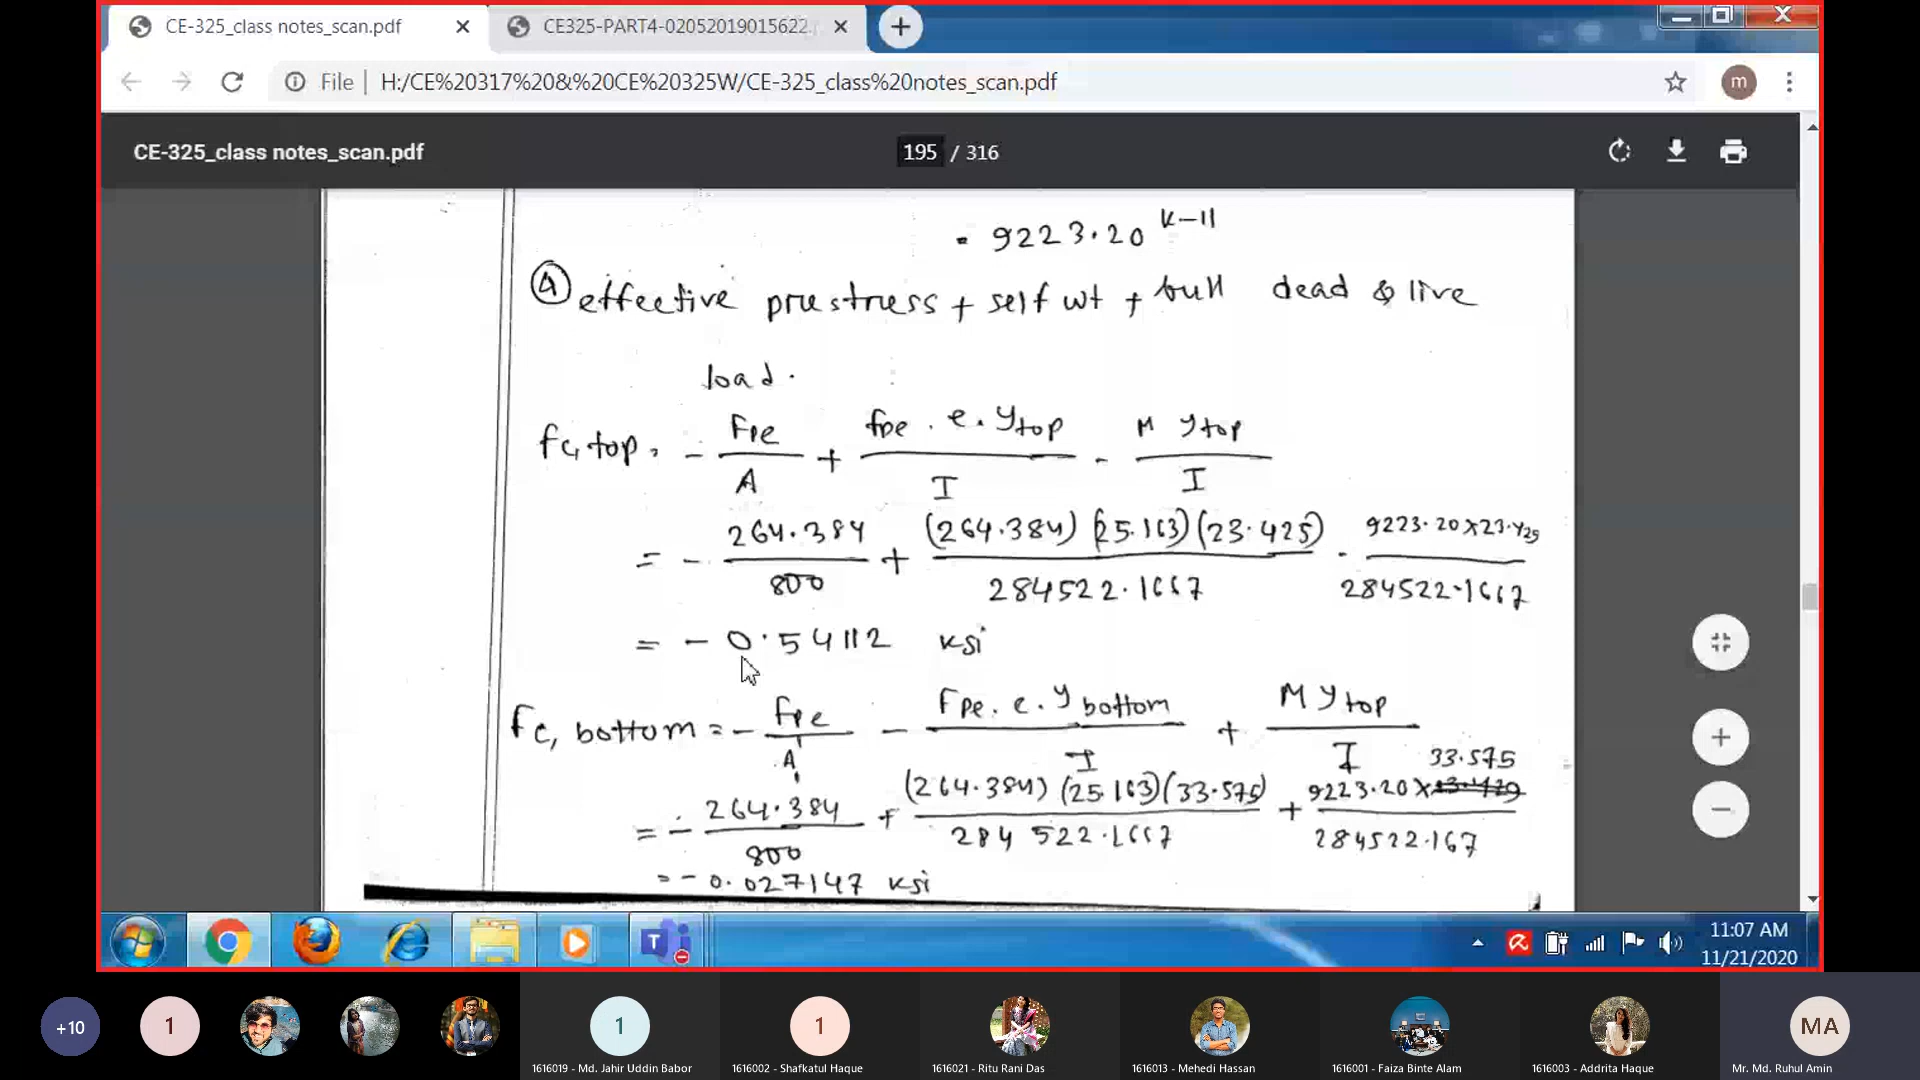 CE-325_class notes_scan.pdf
CE325-PART4-02052019015622.
File | H:/CE%20317%20&%20CE%20325W/CE-325_class%20notes_scan.pdf
m
CE-325_class notes_scan.pdf
195 / 316
= 9223.20 k-11
④ effective prestress + self wt + full dead & live
load.
fc, top = - Fpe / A + fpe . e. ytop / I - M ytop / I
= - 264.384 / 800 + (264.384) (25.163) (23.425) / 284522.1667 - 9223.20 x 23.425 / 284522.1667
= - 0.54112 ksi
fc, bottom = - Fpe / A - Fpe. e. y bottom / I + M ytop / I
33.575
= - 264.384 / 800 + (264.384) (25.163) (33.575) / 284 522.1667 + 9223.20 x / 284522.167
= - 0.027147 ksi
11:07 AM
11/21/2020
+10
1
1
1
MA
1616019 - Md. Jahir Uddin Babor
1616002 - Shafkatul Haque
1616021 - Ritu Rani Das
1616013 - Mehedi Hassan
1616001 - Faiza Binte Alam
1616003 - Addrita Haque
Mr. Md. Ruhul Amin